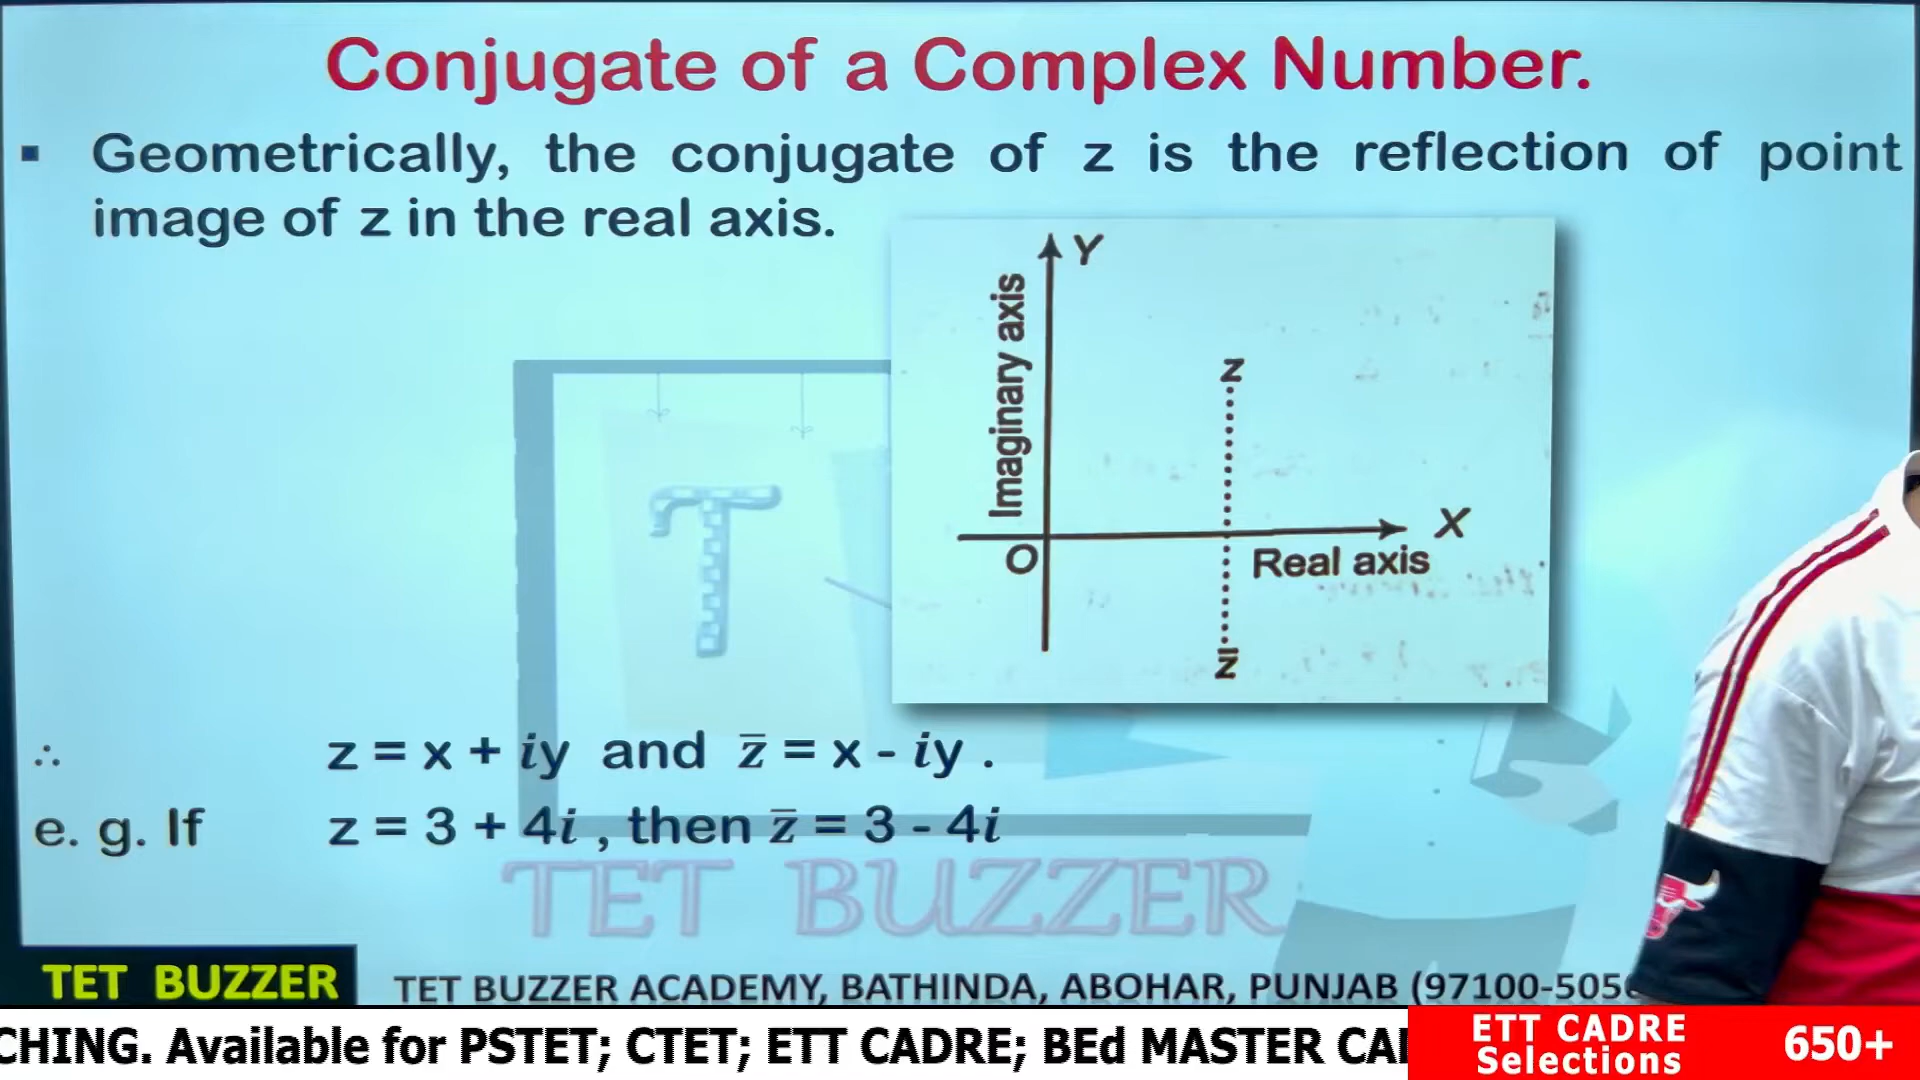 Conjugate of a Complex Number.
▪ Geometrically, the conjugate of z is the reflection of point
image of z in the real axis.
Y
Imaginary axis
z
X
O
Real axis
z̅
∴ z = x + iy and z̅ = x - iy .
e. g. If z = 3 + 4i , then z̅ = 3 - 4i
T
TET BUZZER
TET BUZZER
TET BUZZER ACADEMY, BATHINDA, ABOHAR, PUNJAB (97100-505
CHING. Available for PSTET; CTET; ETT CADRE; BEd MASTER CA
ETT CADRE
Selections
650+